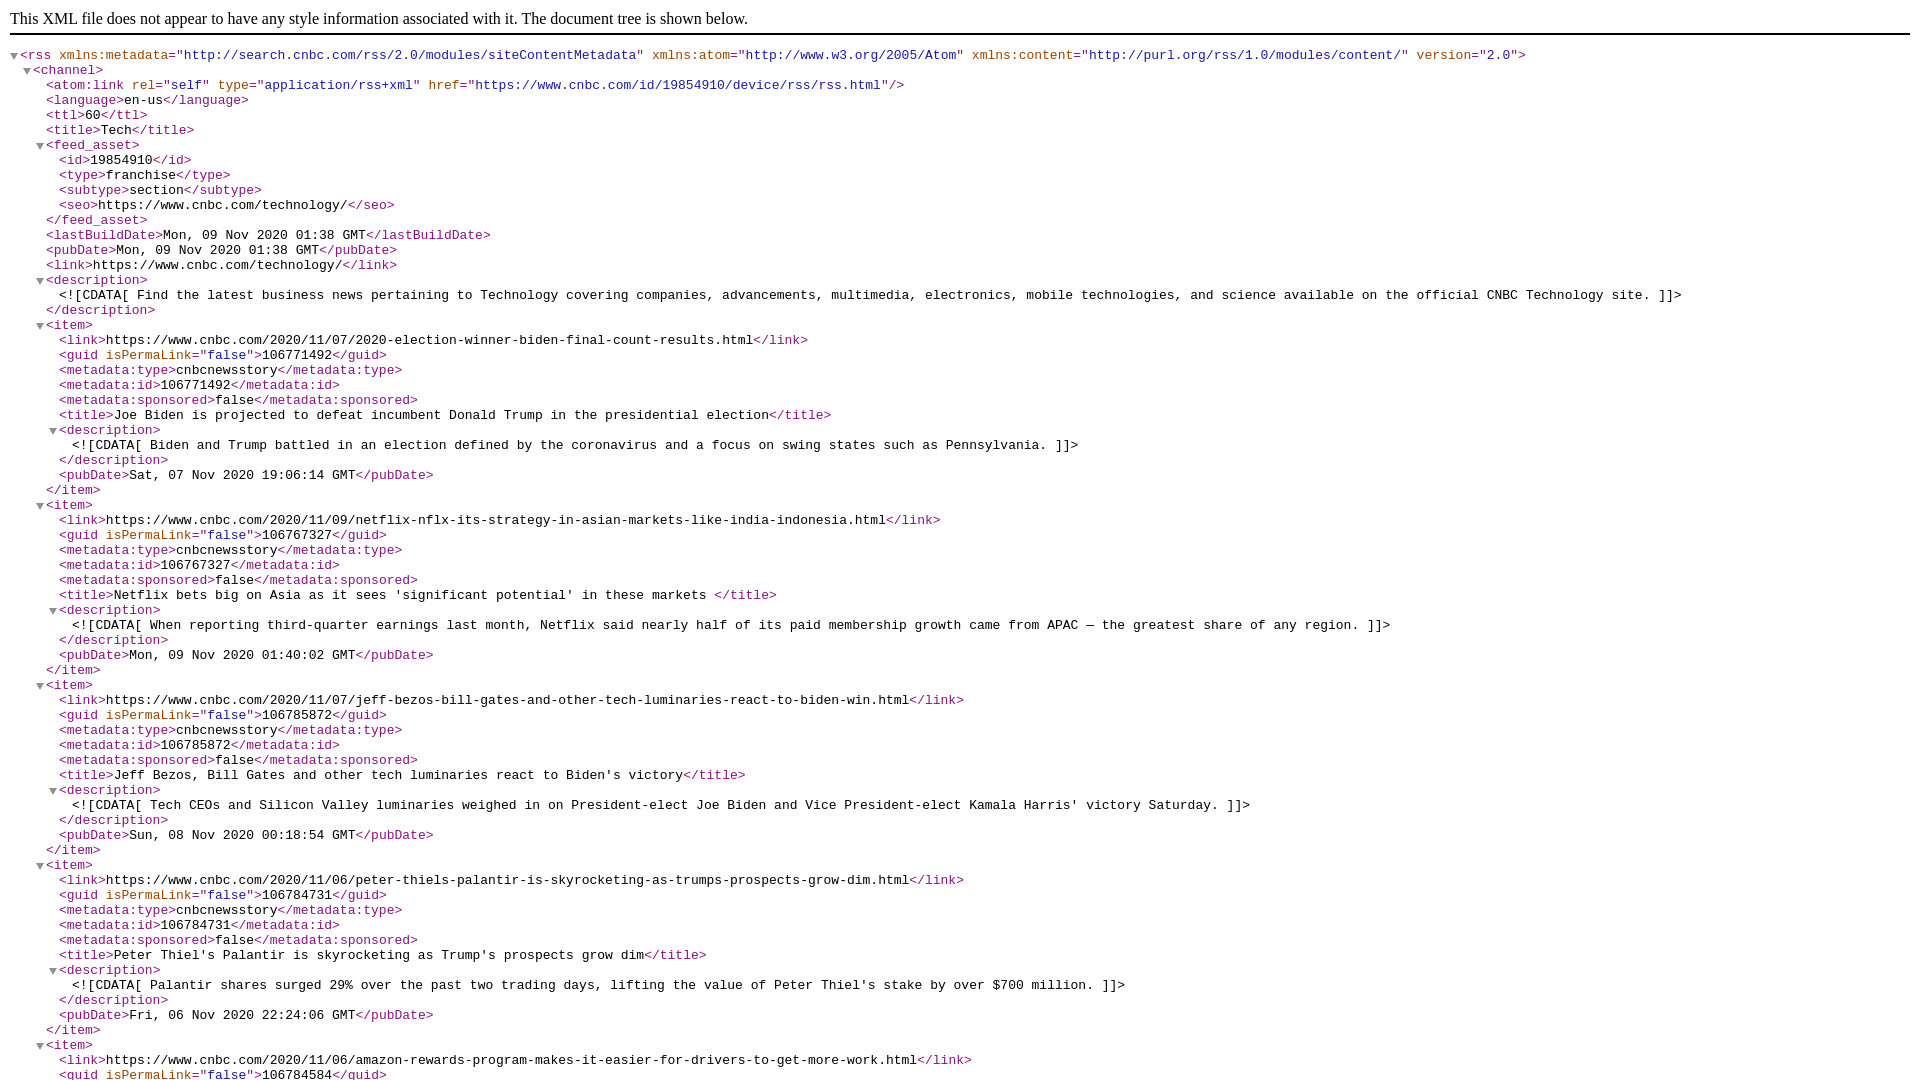 This XML file does not appear to have any style information associated with it. The document tree is shown below.
<rss xmlns:metadata="http://search.cnbc.com/rss/2.0/modules/siteContentMetadata" xmlns:atom="http://www.w3.org/2005/Atom" xmlns:content="http://purl.org/rss/1.0/modules/content/" version="2.0">
<channel>
<atom:link rel="self" type="application/rss+xml" href="https://www.cnbc.com/id/19854910/device/rss/rss.html"/>
<language>en-us</language>
<ttl>60</ttl>
<title>Tech</title>
<feed_asset>
<id>19854910</id>
<type>franchise</type>
<subtype>section</subtype>
<seo>https://www.cnbc.com/technology/</seo>
</feed_asset>
<lastBuildDate>Mon, 09 Nov 2020 01:38 GMT</lastBuildDate>
<pubDate>Mon, 09 Nov 2020 01:38 GMT</pubDate>
<link>https://www.cnbc.com/technology/</link>
<description>
<![CDATA[ Find the latest business news pertaining to Technology covering companies, advancements, multimedia, electronics, mobile technologies, and science available on the official CNBC Technology site. ]]>
</description>
<item>
<link>https://www.cnbc.com/2020/11/07/2020-election-winner-biden-final-count-results.html</link>
<guid isPermaLink="false">106771492</guid>
<metadata:type>cnbcnewsstory</metadata:type>
<metadata:id>106771492</metadata:id>
<metadata:sponsored>false</metadata:sponsored>
<title>Joe Biden is projected to defeat incumbent Donald Trump in the presidential election</title>
<description>
<![CDATA[ Biden and Trump battled in an election defined by the coronavirus and a focus on swing states such as Pennsylvania. ]]>
</description>
<pubDate>Sat, 07 Nov 2020 19:06:14 GMT</pubDate>
</item>
<item>
<link>https://www.cnbc.com/2020/11/09/netflix-nflx-its-strategy-in-asian-markets-like-india-indonesia.html</link>
<guid isPermaLink="false">106767327</guid>
<metadata:type>cnbcnewsstory</metadata:type>
<metadata:id>106767327</metadata:id>
<metadata:sponsored>false</metadata:sponsored>
<title>Netflix bets big on Asia as it sees 'significant potential' in these markets </title>
<description>
<![CDATA[ When reporting third-quarter earnings last month, Netflix said nearly half of its paid membership growth came from APAC — the greatest share of any region. ]]>
</description>
<pubDate>Mon, 09 Nov 2020 01:40:02 GMT</pubDate>
</item>
<item>
<link>https://www.cnbc.com/2020/11/07/jeff-bezos-bill-gates-and-other-tech-luminaries-react-to-biden-win.html</link>
<guid isPermaLink="false">106785872</guid>
<metadata:type>cnbcnewsstory</metadata:type>
<metadata:id>106785872</metadata:id>
<metadata:sponsored>false</metadata:sponsored>
<title>Jeff Bezos, Bill Gates and other tech luminaries react to Biden's victory</title>
<description>
<![CDATA[ Tech CEOs and Silicon Valley luminaries weighed in on President-elect Joe Biden and Vice President-elect Kamala Harris' victory Saturday. ]]>
</description>
<pubDate>Sun, 08 Nov 2020 00:18:54 GMT</pubDate>
</item>
<item>
<link>https://www.cnbc.com/2020/11/06/peter-thiels-palantir-is-skyrocketing-as-trumps-prospects-grow-dim.html</link>
<guid isPermaLink="false">106784731</guid>
<metadata:type>cnbcnewsstory</metadata:type>
<metadata:id>106784731</metadata:id>
<metadata:sponsored>false</metadata:sponsored>
<title>Peter Thiel's Palantir is skyrocketing as Trump's prospects grow dim</title>
<description>
<![CDATA[ Palantir shares surged 29% over the past two trading days, lifting the value of Peter Thiel's stake by over $700 million. ]]>
</description>
<pubDate>Fri, 06 Nov 2020 22:24:06 GMT</pubDate>
</item>
<item>
<link>https://www.cnbc.com/2020/11/06/amazon-rewards-program-makes-it-easier-for-drivers-to-get-more-work.html</link>
<guid isPermaLink="false">106784584</guid>